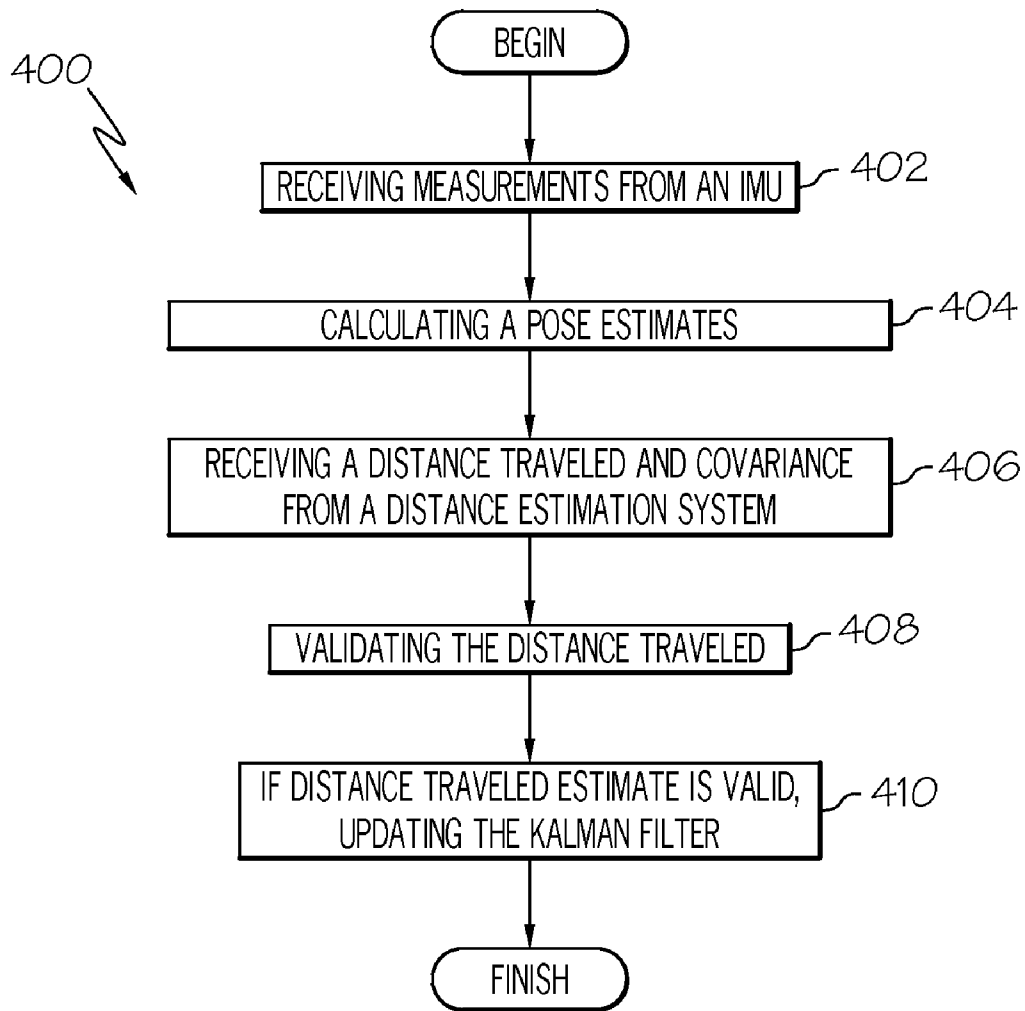 BEGIN
400
RECEIVING MEASUREMENTS FROM AN IMU
402
CALCULATING A POSE ESTIMATES
404
RECEIVING A DISTANCE TRAVELED AND COVARIANCE
FROM A DISTANCE ESTIMATION SYSTEM
406
VALIDATING THE DISTANCE TRAVELED
408
IF DISTANCE TRAVELED ESTIMATE IS VALID,
UPDATING THE KALMAN FILTER
410
FINISH